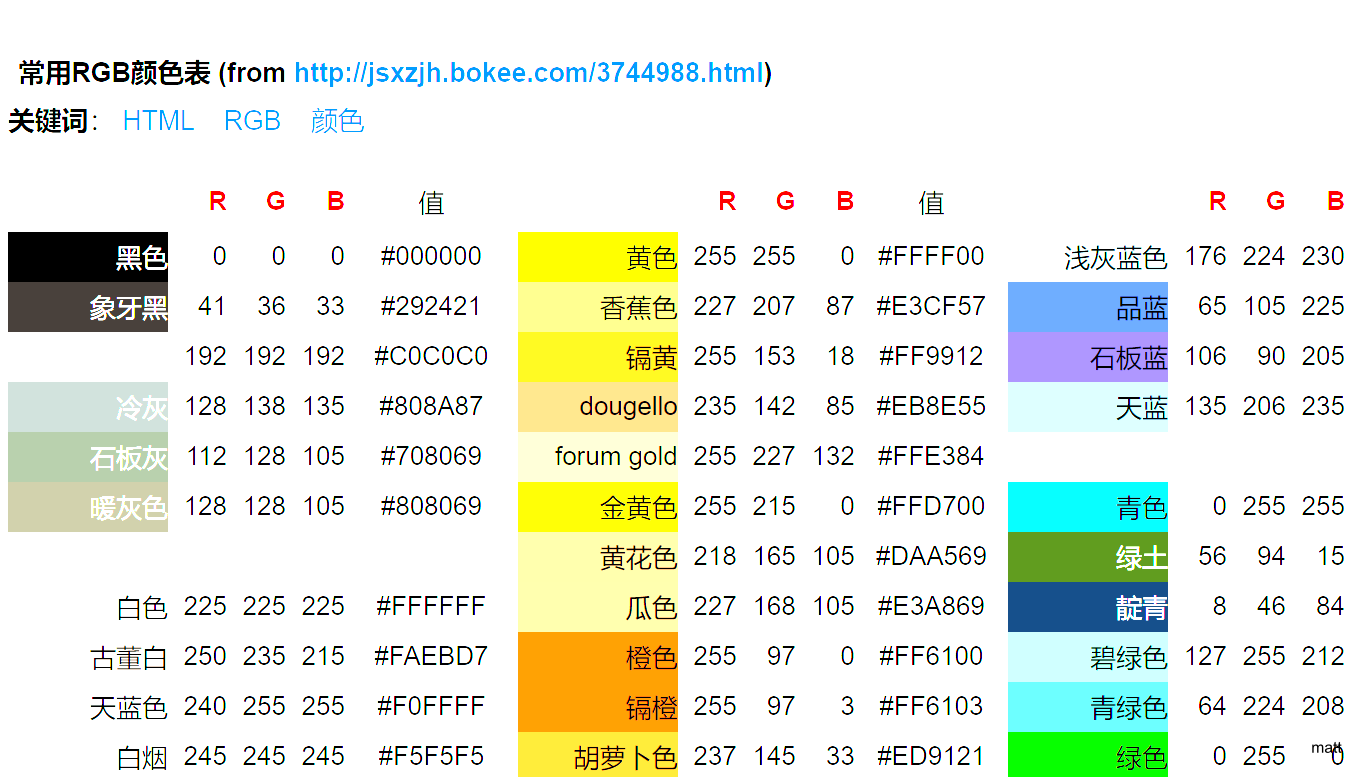 常用RGB颜色表 (from http://jsxzjh.bokee.com/3744988.html)
关键词： HTML RGB 颜色
R G B 值 R G B 值 R G B
黑色 0 0 0 #000000 黄色 255 255 0 #FFFF00 浅灰蓝色 176 224 230
象牙黑 41 36 33 #292421 香蕉色 227 207 87 #E3CF57 品蓝 65 105 225
192 192 192 #C0C0C0 镉黄 255 153 18 #FF9912 石板蓝 106 90 205
冷灰 128 138 135 #808A87 dougello 235 142 85 #EB8E55 天蓝 135 206 235
石板灰 112 128 105 #708069 forum gold 255 227 132 #FFE384
暖灰色 128 128 105 #808069 金黄色 255 215 0 #FFD700 青色 0 255 255
黄花色 218 165 105 #DAA569 绿土 56 94 15
白色 225 225 225 #FFFFFF 瓜色 227 168 105 #E3A869 靛青 8 46 84
古董白 250 235 215 #FAEBD7 橙色 255 97 0 #FF6100 碧绿色 127 255 212
天蓝色 240 255 255 #F0FFFF 镉橙 255 97 3 #FF6103 青绿色 64 224 208
白烟 245 245 245 #F5F5F5 胡萝卜色 237 145 33 #ED9121 绿色 0 255 0
matt